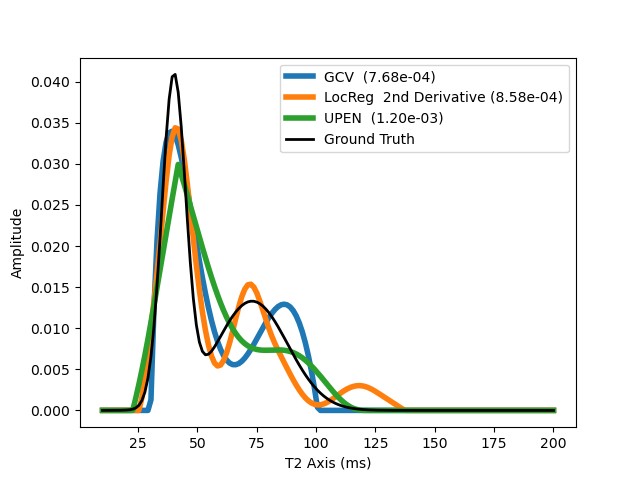 GCV (7.68e-04)
LocReg 2nd Derivative (8.58e-04)
UPEN (1.20e-03)
Ground Truth
0.040
0.035
0.030
0.025
0.020
0.015
0.010
0.005
0.000
Amplitude
25 50 75 100 125 150 175 200
T2 Axis (ms)